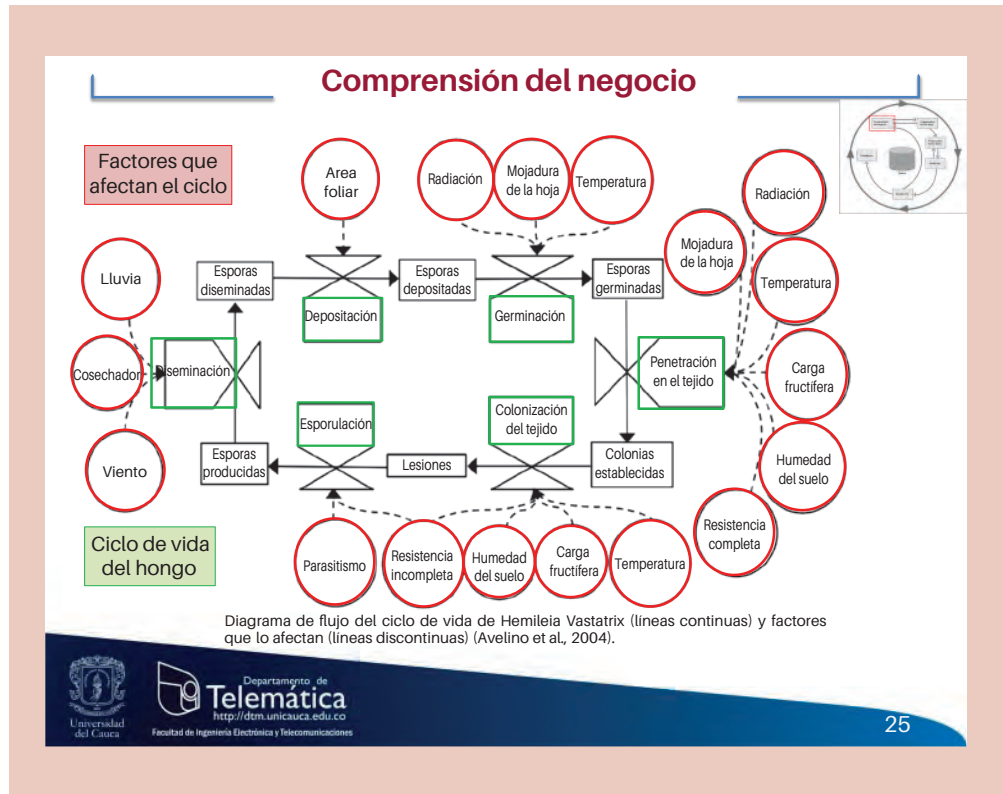 Comprensión del negocio
Factores que
afectan el ciclo
Area
foliar
Radiación
Mojadura
de la hoja
Temperatura
Radiación
Mojadura
de la hoja
Temperatura
Lluvia
Esporas
diseminadas
Esporas
depositadas
Esporas
germinadas
Depositación
Germinación
Cosechador
Diseminación
Penetración
en el tejido
Carga
fructífera
Esporulación
Colonización
del tejido
Viento
Esporas
producidas
Lesiones
Colonias
establecidas
Humedad
del suelo
Resistencia
completa
Ciclo de vida
del hongo
Parasitismo
Resistencia
incompleta
Humedad
del suelo
Carga
fructífera
Temperatura
Diagrama de flujo del ciclo de vida de Hemileia Vastatrix (líneas continuas) y factores
que lo afectan (líneas discontinuas) (Avelino et al., 2004).
Universidad
del Cauca
Departamento de
Telemática
http://dtm.unicauca.edu.co
Facultad de Ingeniería Electrónica y Telecomunicaciones
25